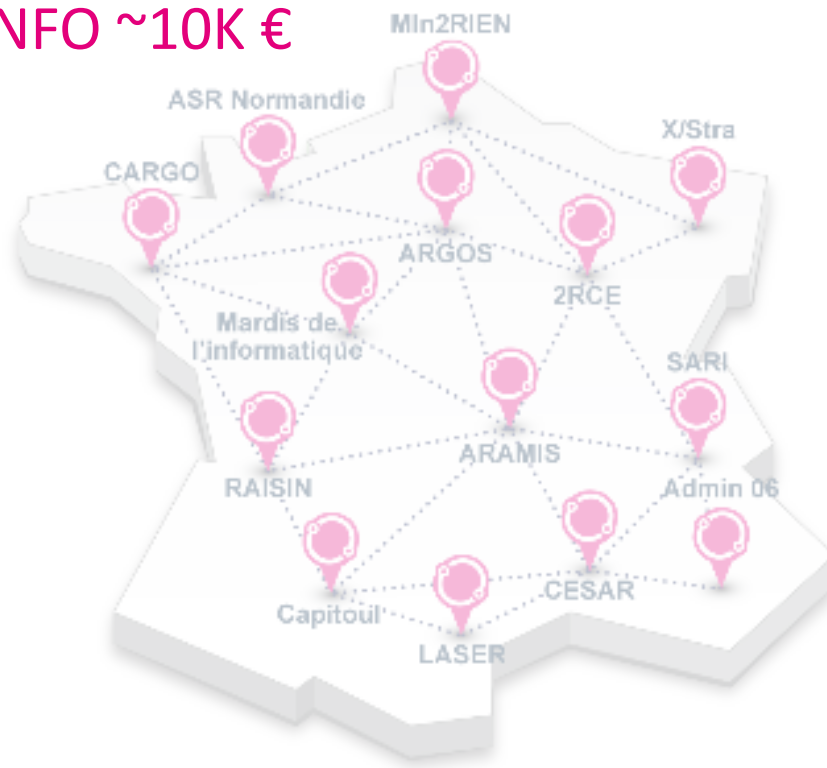 NFO ~10K €
MIn2RIEN
ASR Normandie
X/Stra
CARGO
ARGOS
2RCE
Mardis de
l'informatique
SARI
ARAMIS
RAISIN
Admin 06
CESAR
Capitoul
LASER